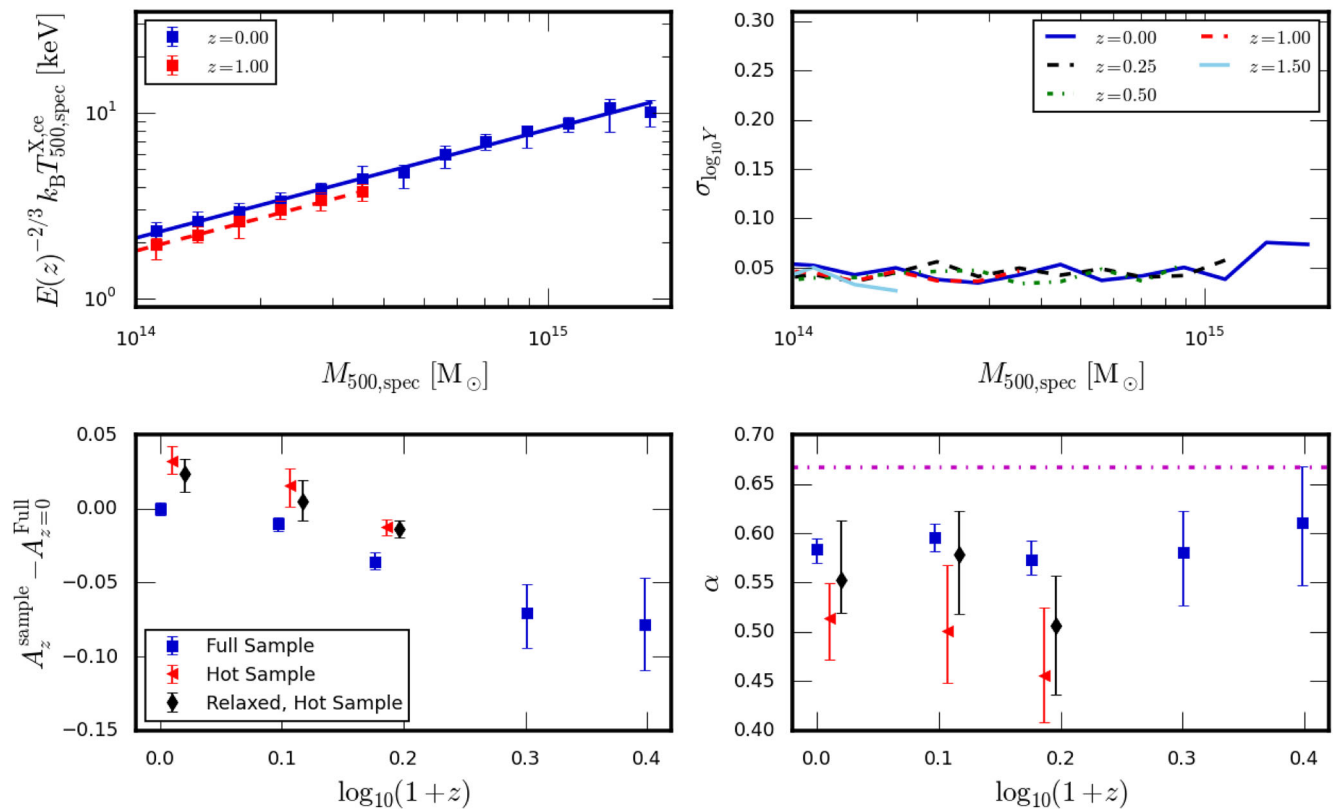 E(z)^{−2/3} k_B T^{X,ce}_{500,spec} [keV]
10^1
10^0
z=0.00
z=1.00
10^14
10^15
M_{500,spec} [M_⊙]
σ_{log_{10}Y}
0.30
0.25
0.20
0.15
0.10
0.05
z=0.00
z=0.25
z=0.50
z=1.00
z=1.50
10^14
10^15
M_{500,spec} [M_⊙]
A_z^{sample} −A_{z=0}^{Full}
0.05
0.00
−0.05
−0.10
−0.15
Full Sample
Hot Sample
Relaxed, Hot Sample
0.0
0.1
0.2
0.3
0.4
log_{10}(1+z)
α
0.70
0.65
0.60
0.55
0.50
0.45
0.40
0.0
0.1
0.2
0.3
0.4
log_{10}(1+z)